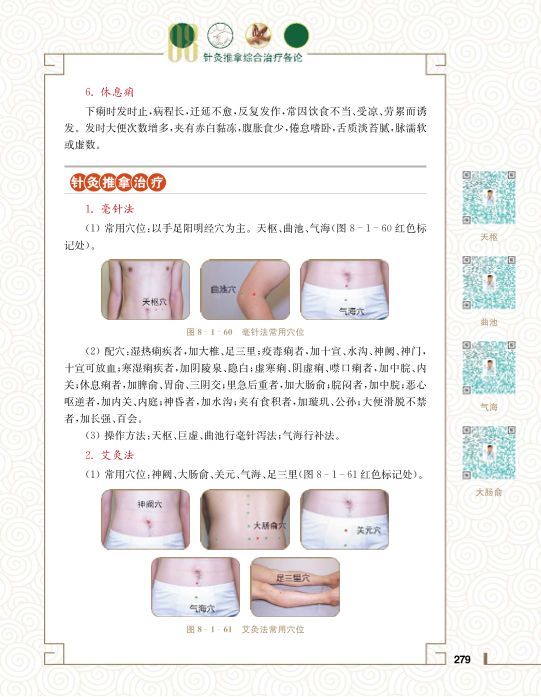 08
针灸推拿综合治疗各论
6. 休息痢
下痢时发时止,病程长,迁延不愈,反复发作,常因饮食不当、受凉、劳累而诱
发。发时大便次数增多,夹有赤白黏冻,腹胀食少,倦怠嗜卧,舌质淡苔腻,脉濡软
或虚数。
针灸推拿治疗
1. 毫针法
(1) 常用穴位:以手足阳明经穴为主。天枢、曲池、气海(图 8-1-60 红色标
记处)。
天枢穴
曲池穴
气海穴
图 8-1-60 毫针法常用穴位
(2) 配穴:湿热痢疾者,加大椎、足三里;疫毒痢者,加十宣、水沟、神阙、神门,
十宣可放血;寒湿痢疾者,加阴陵泉、隐白;虚寒痢、阴虚痢、噤口痢者,加中脘、内
关;休息痢者,加脾俞、胃俞、三阴交;里急后重者,加大肠俞;脘闷者,加中脘;恶心
呕逆者,加内关、内庭;神昏者,加水沟;夹有食积者,加璇玑、公孙;大便滑脱不禁
者,加长强、百会。
(3) 操作方法:天枢、巨虚、曲池行毫针泻法;气海行补法。
2. 艾灸法
(1) 常用穴位:神阙、大肠俞、关元、气海、足三里(图 8-1-61 红色标记处)。
神阙穴
大肠俞穴
关元穴
气海穴
足三里穴
图 8-1-61 艾灸法常用穴位
天枢
曲池
气海
大肠俞
279